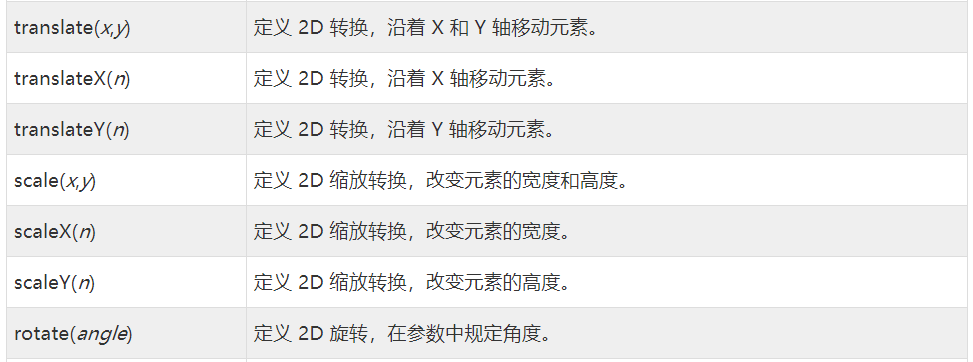 translate(x,y) 定义 2D 转换，沿着 X 和 Y 轴移动元素。
translateX(n) 定义 2D 转换，沿着 X 轴移动元素。
translateY(n) 定义 2D 转换，沿着 Y 轴移动元素。
scale(x,y) 定义 2D 缩放转换，改变元素的宽度和高度。
scaleX(n) 定义 2D 缩放转换，改变元素的宽度。
scaleY(n) 定义 2D 缩放转换，改变元素的高度。
rotate(angle) 定义 2D 旋转，在参数中规定角度。